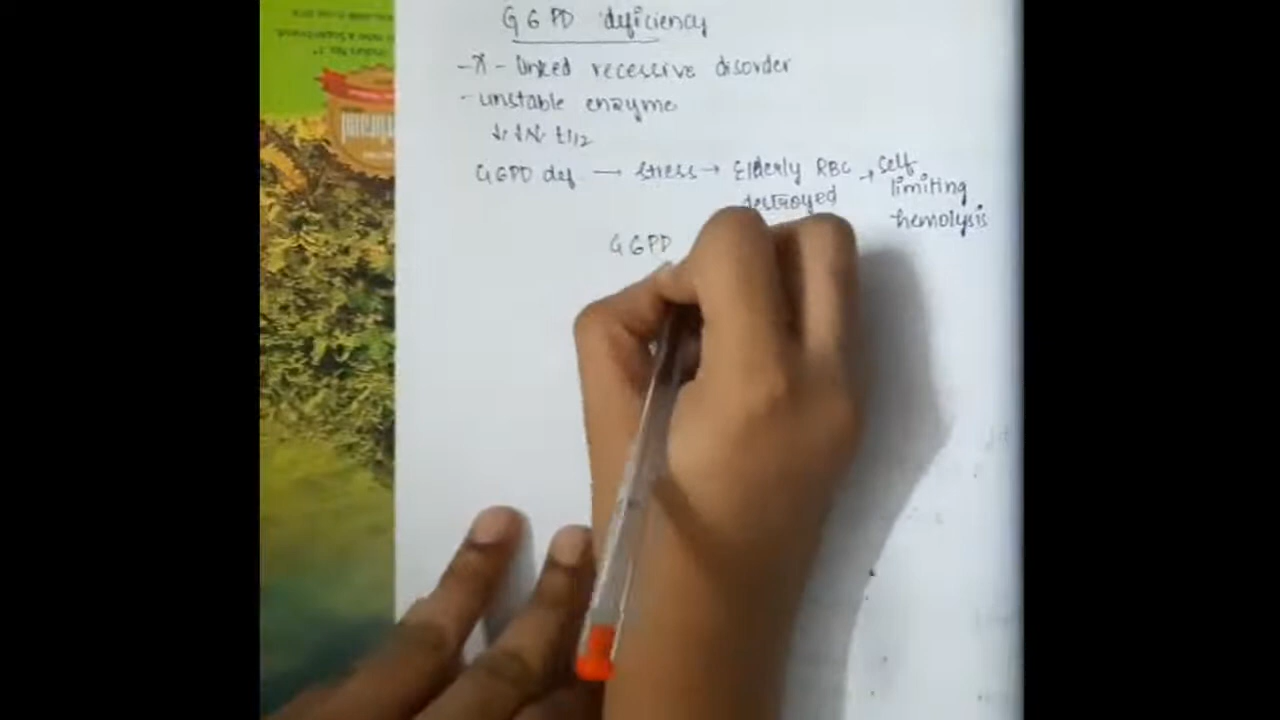 G6PD deficiency
-X- linked recessive disorder
- unstable enzyme
↓ ↓ t1/2
G6PD def → stress → Elderly RBC destroyed → self limiting hemolysis
G6PD